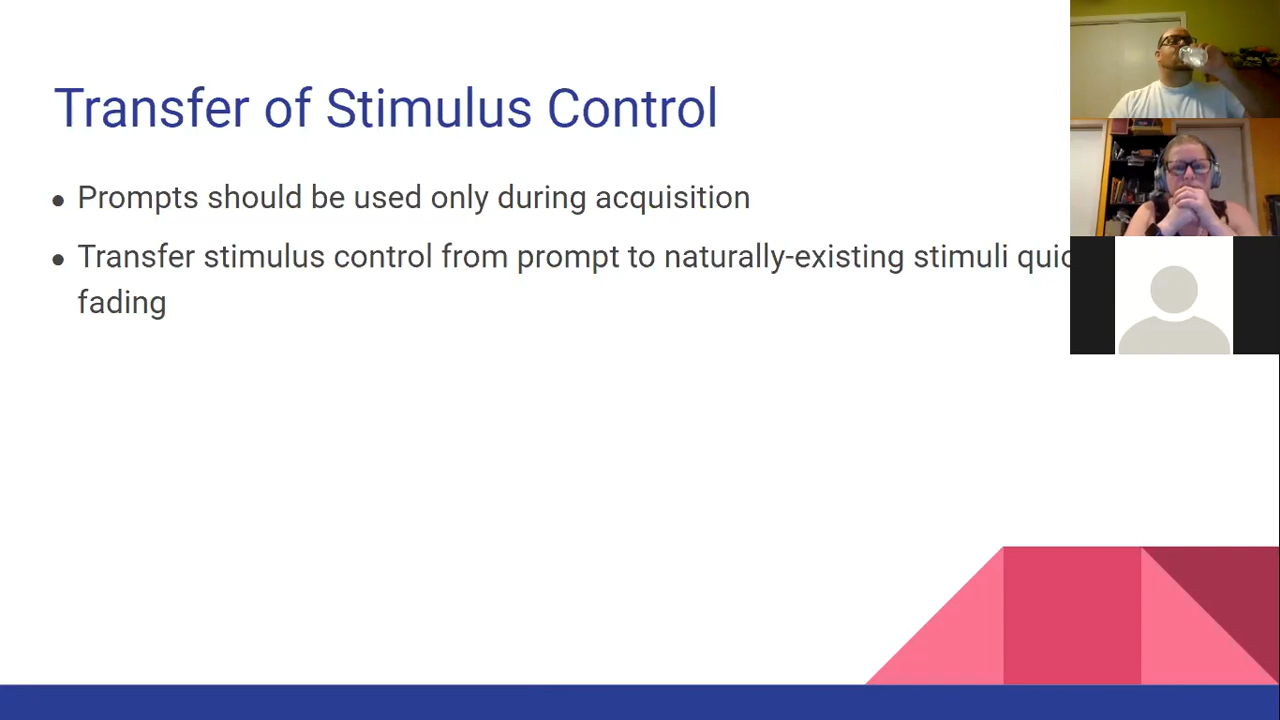 Transfer of Stimulus Control
• Prompts should be used only during acquisition
• Transfer stimulus control from prompt to naturally-existing stimuli
fading